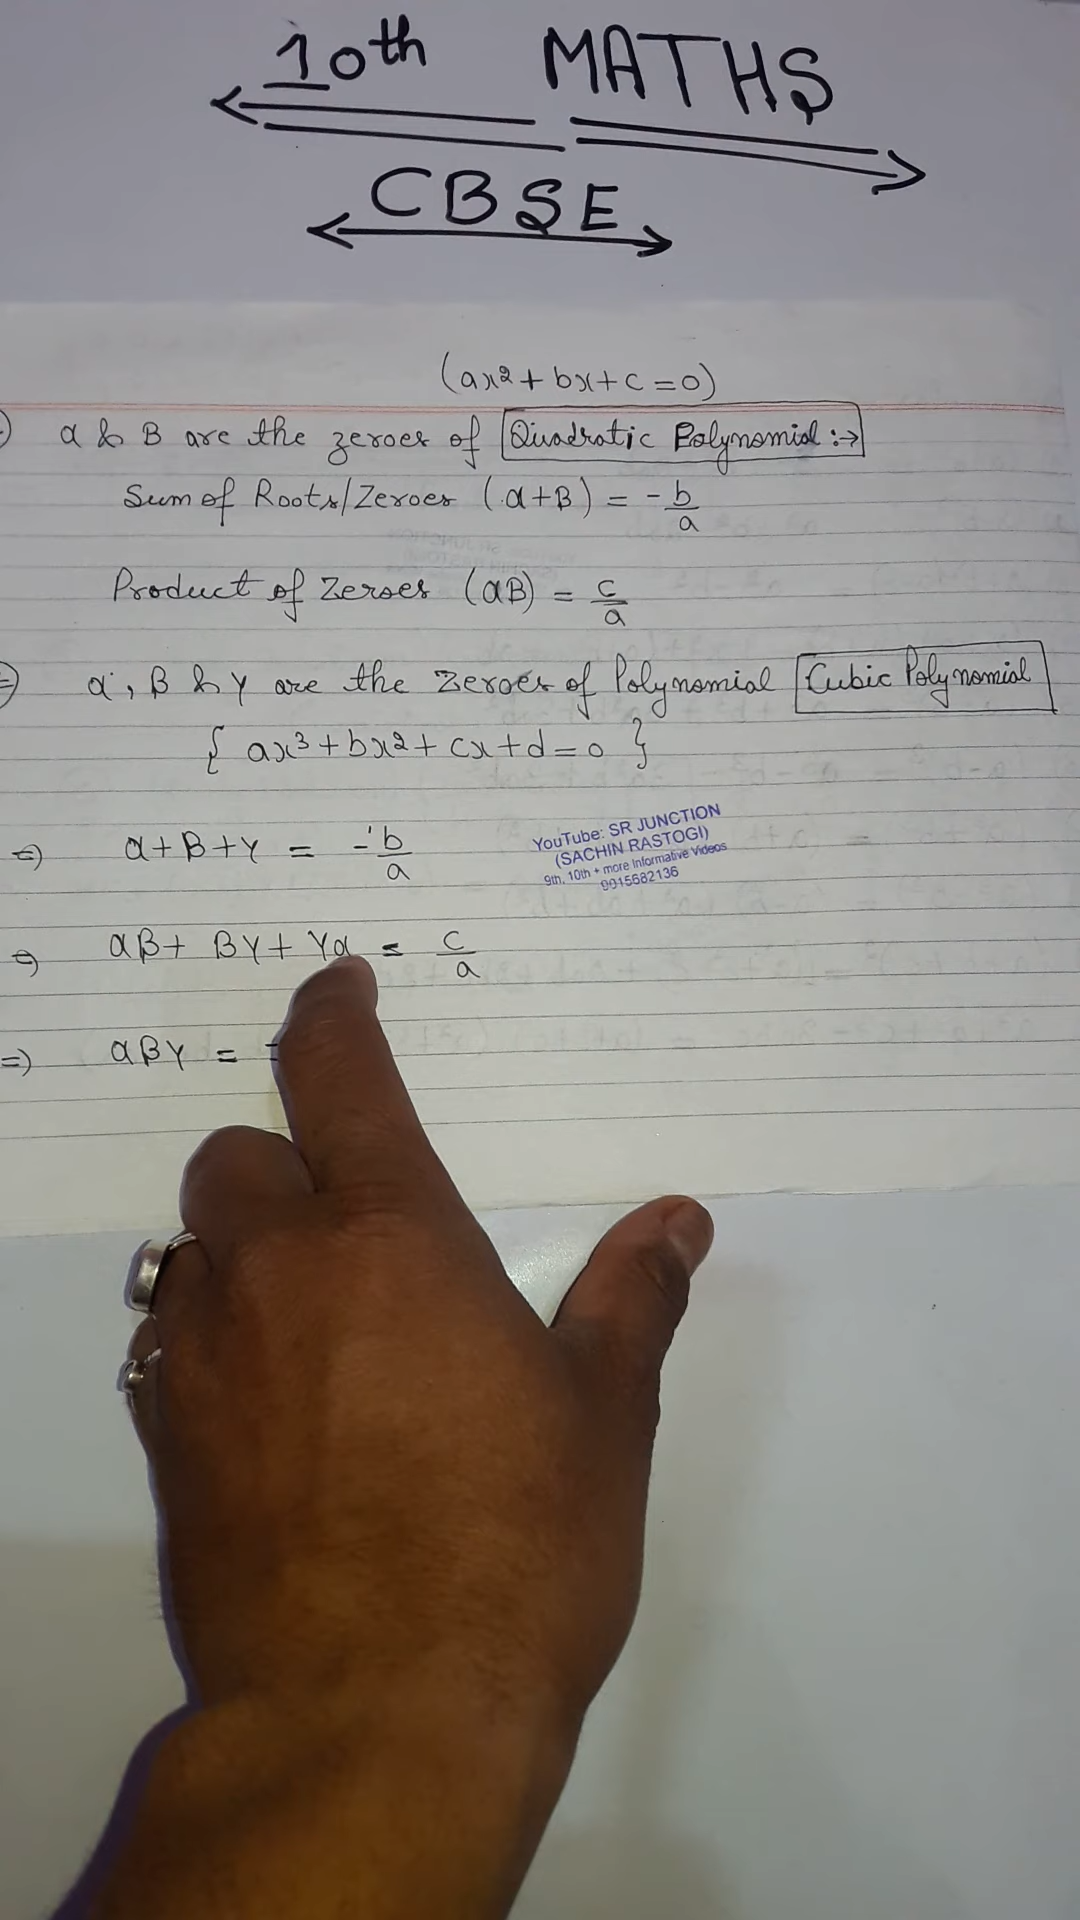 10th MATHS
CBSE
(ax²+bx+c=0)
α & β are the zeroes of Quadratic Polynomial :→
Sum of Roots/Zeroes (α+β) = -b/a
Product of Zeroes (αβ) = c/a
α, β & γ are the zeroes of Polynomial Cubic Polynomial
{ ax³+bx²+cx+d=0 }
⇒ α+β+γ = -b/a
YouTube: SR JUNCTION
(SACHIN RASTOGI)
9th, 10th + more Informative Videos
9915682136
⇒ αβ+ βγ+ γα = c/a
⇒ αβγ = -